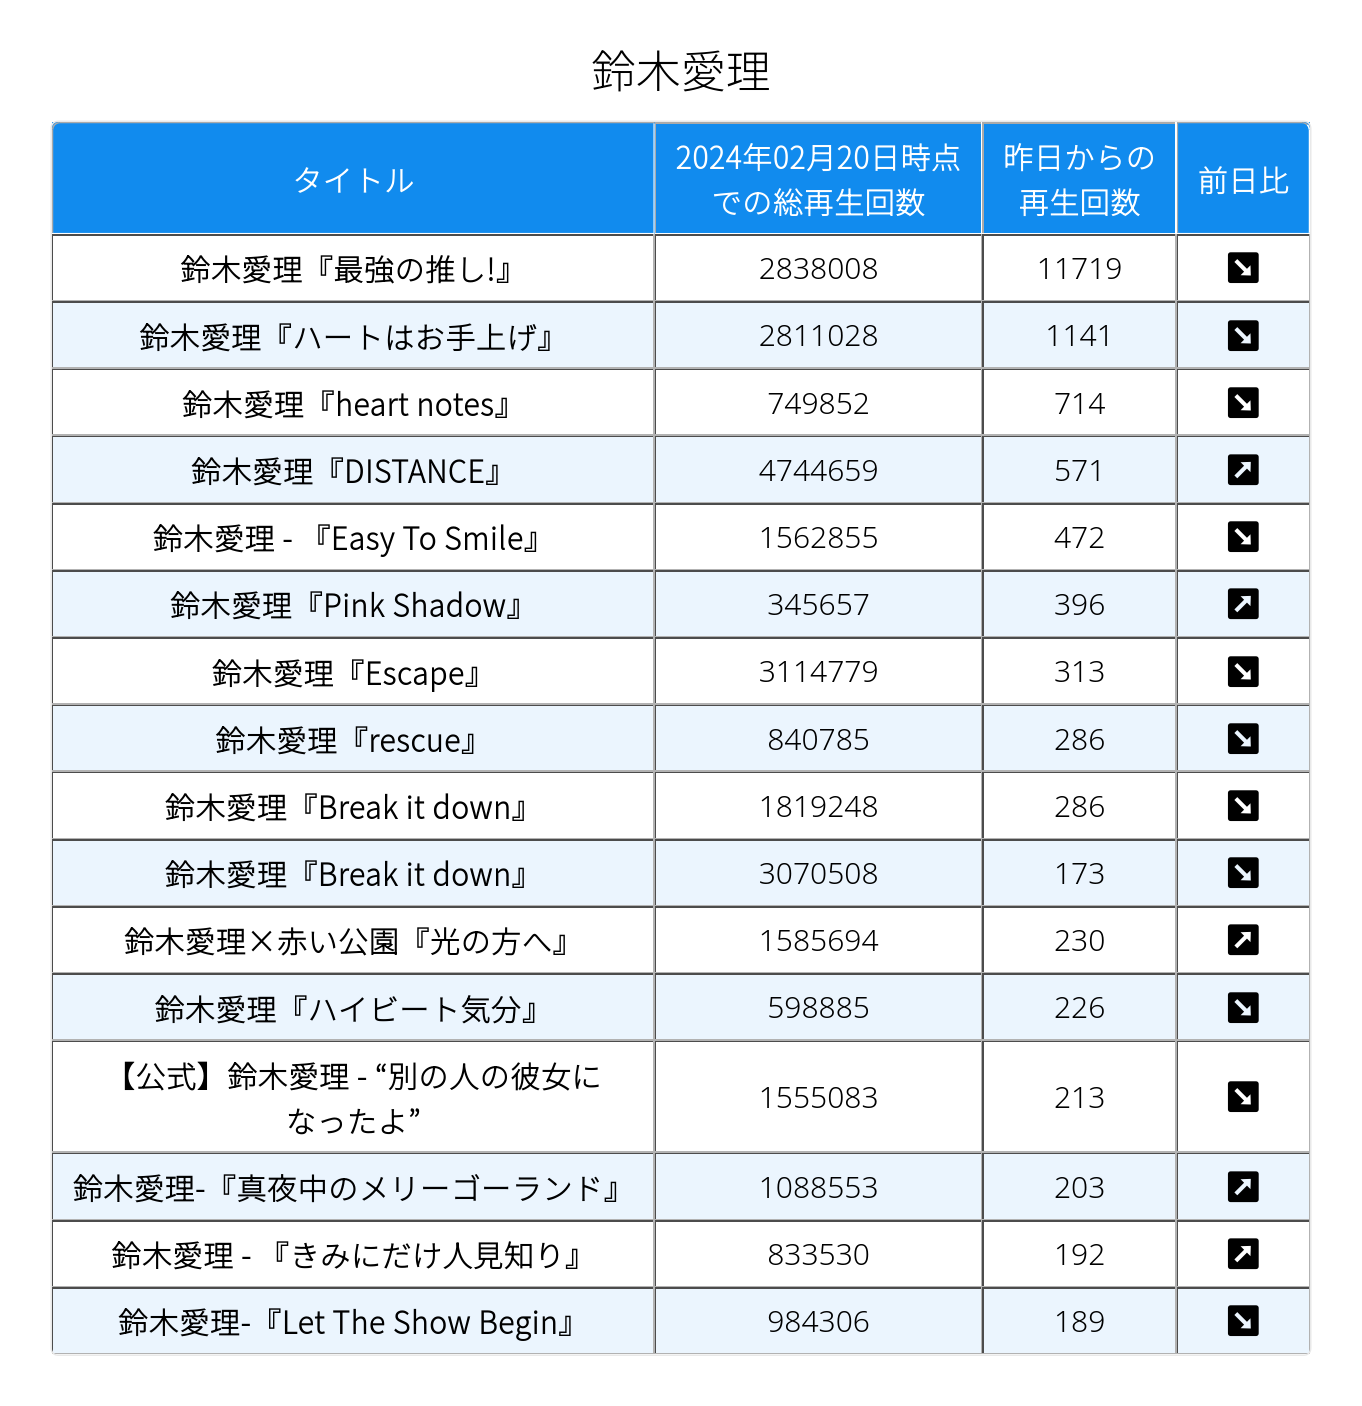 鈴木愛理
タイトル
2024年02月20日時点
での総再生回数
昨日からの
再生回数
前日比
鈴木愛理『最強の推し!』 2838008 11719 ↘
鈴木愛理『ハートはお手上げ』 2811028 1141 ↘
鈴木愛理『heart notes』 749852 714 ↘
鈴木愛理『DISTANCE』 4744659 571 ↗
鈴木愛理 - 『Easy To Smile』 1562855 472 ↘
鈴木愛理『Pink Shadow』 345657 396 ↗
鈴木愛理『Escape』 3114779 313 ↘
鈴木愛理『rescue』 840785 286 ↘
鈴木愛理『Break it down』 1819248 286 ↘
鈴木愛理『Break it down』 3070508 173 ↘
鈴木愛理×赤い公園『光の方へ』 1585694 230 ↗
鈴木愛理『ハイビート気分』 598885 226 ↘
【公式】鈴木愛理 - “別の人の彼女に
なったよ” 1555083 213 ↘
鈴木愛理-『真夜中のメリーゴーランド』 1088553 203 ↗
鈴木愛理 - 『きみにだけ人見知り』 833530 192 ↗
鈴木愛理-『Let The Show Begin』 984306 189 ↘